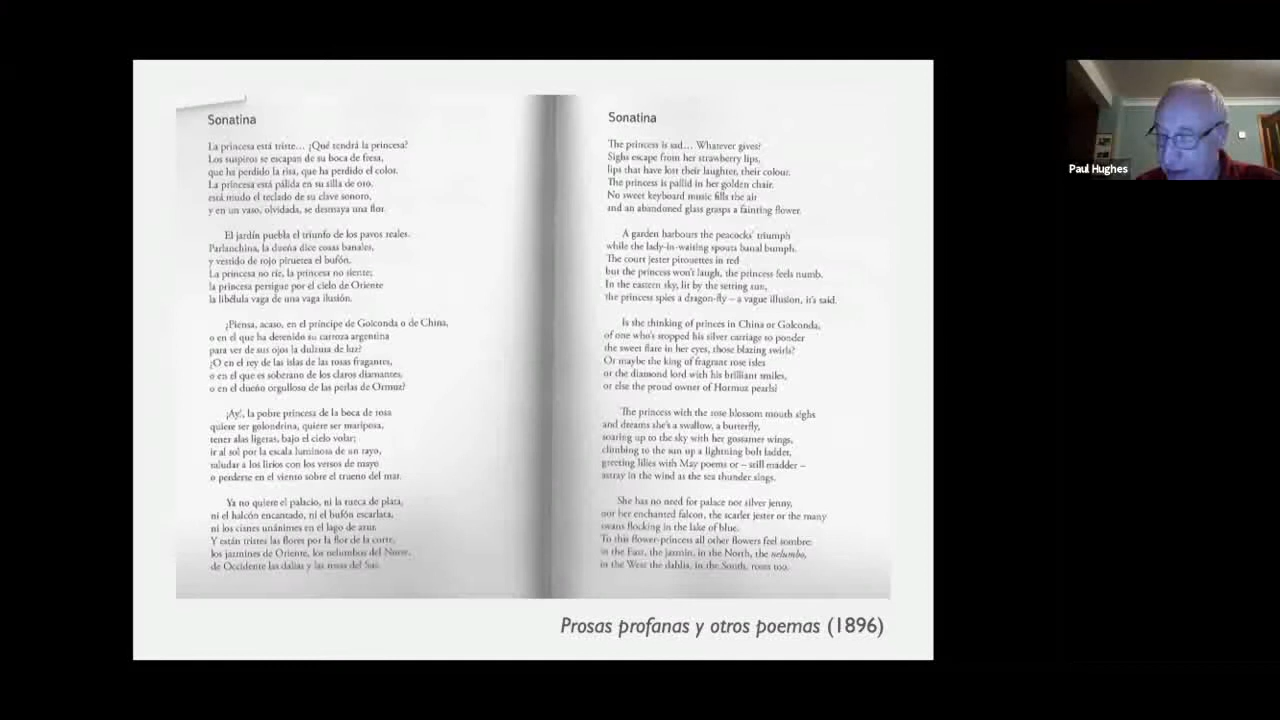 Sonatina
La princesa está triste... ¿Qué tendrá la princesa?
Los suspiros se escapan de su boca de fresa,
que ha perdido la risa, que ha perdido el color.
La princesa está pálida en su silla de oro,
está mudo el teclado de su clave sonoro,
y en un vaso, olvidada, se desmaya una flor.
El jardín puebla el triunfo de los pavos reales.
Parlanchina, la dueña dice cosas banales,
y vestido de rojo piruetea el bufón.
La princesa no ríe, la princesa no siente;
la princesa persigue por el cielo de Oriente
la libélula vaga de una vaga ilusión.
¿Piensa, acaso, en el príncipe de Golconda o de China,
o en el que ha detenido su carroza argentina
para ver de sus ojos la dulzura de luz?
¿O en el rey de las islas de las rosas fragantes,
o en el que es soberano de los claros diamantes,
o en el dueño orgulloso de las perlas de Ormuz?
¡Ay!, la pobre princesa de la boca de rosa
quiere ser golondrina, quiere ser mariposa,
tener alas ligeras, bajo el cielo volar;
ir al sol por la escala luminosa de un rayo,
saludar a los lirios con los versos de mayo
o perderse en el viento sobre el trueno del mar.
Ya no quiere el palacio, ni la rueca de plata,
ni el halcón encantado, ni el bufón escarlata,
ni los cisnes unánimes en el lago de azur.
Y están tristes las flores por la flor de la corte,
los jazmines de Oriente, los nelumbos del Norte,
de Occidente las dalias y las rosas del Sur.
Sonatina
The princess is sad... Whatever gives?
Sighs escape from her strawberry lips,
lips that have lost their laughter, their colour.
The princess is pallid in her golden chair.
No sweet keyboard music fills the air
and an abandoned glass grasps a fainting flower.
A garden harbours the peacocks' triumph
while the lady-in-waiting spouts banal bumph.
The court jester pirouettes in red
but the princess won't laugh, the princess feels numb.
In the eastern sky, lit by the setting sun,
the princess spies a dragon-fly – a vague illusion, it's said.
Is she thinking of princes in China or Golconda,
of one who's stopped his silver carriage to ponder
the sweet flare in her eyes, those blazing swirls?
Or maybe the king of fragrant rose isles
or the diamond lord with his brilliant smiles,
or else the proud owner of Hormuz pearls?
The princess with the rose blossom mouth sighs
and dreams she's a swallow, a butterfly,
soaring up to the sky with her gossamer wings,
climbing to the sun up a lightning bolt ladder,
greeting lilies with May poems or – still madder –
astray in the wind as the sea thunder sings.
She has no need for palace nor silver jenny,
nor her enchanted falcon, the scarlet jester or the many
swans flocking in the lake of blue.
To this flower-princess all other flowers feel sombre:
in the East, the jasmin, in the North, the nelumbo,
in the West the dahlia, in the South, roses too.
Prosas profanas y otros poemas (1896)
Paul Hughes